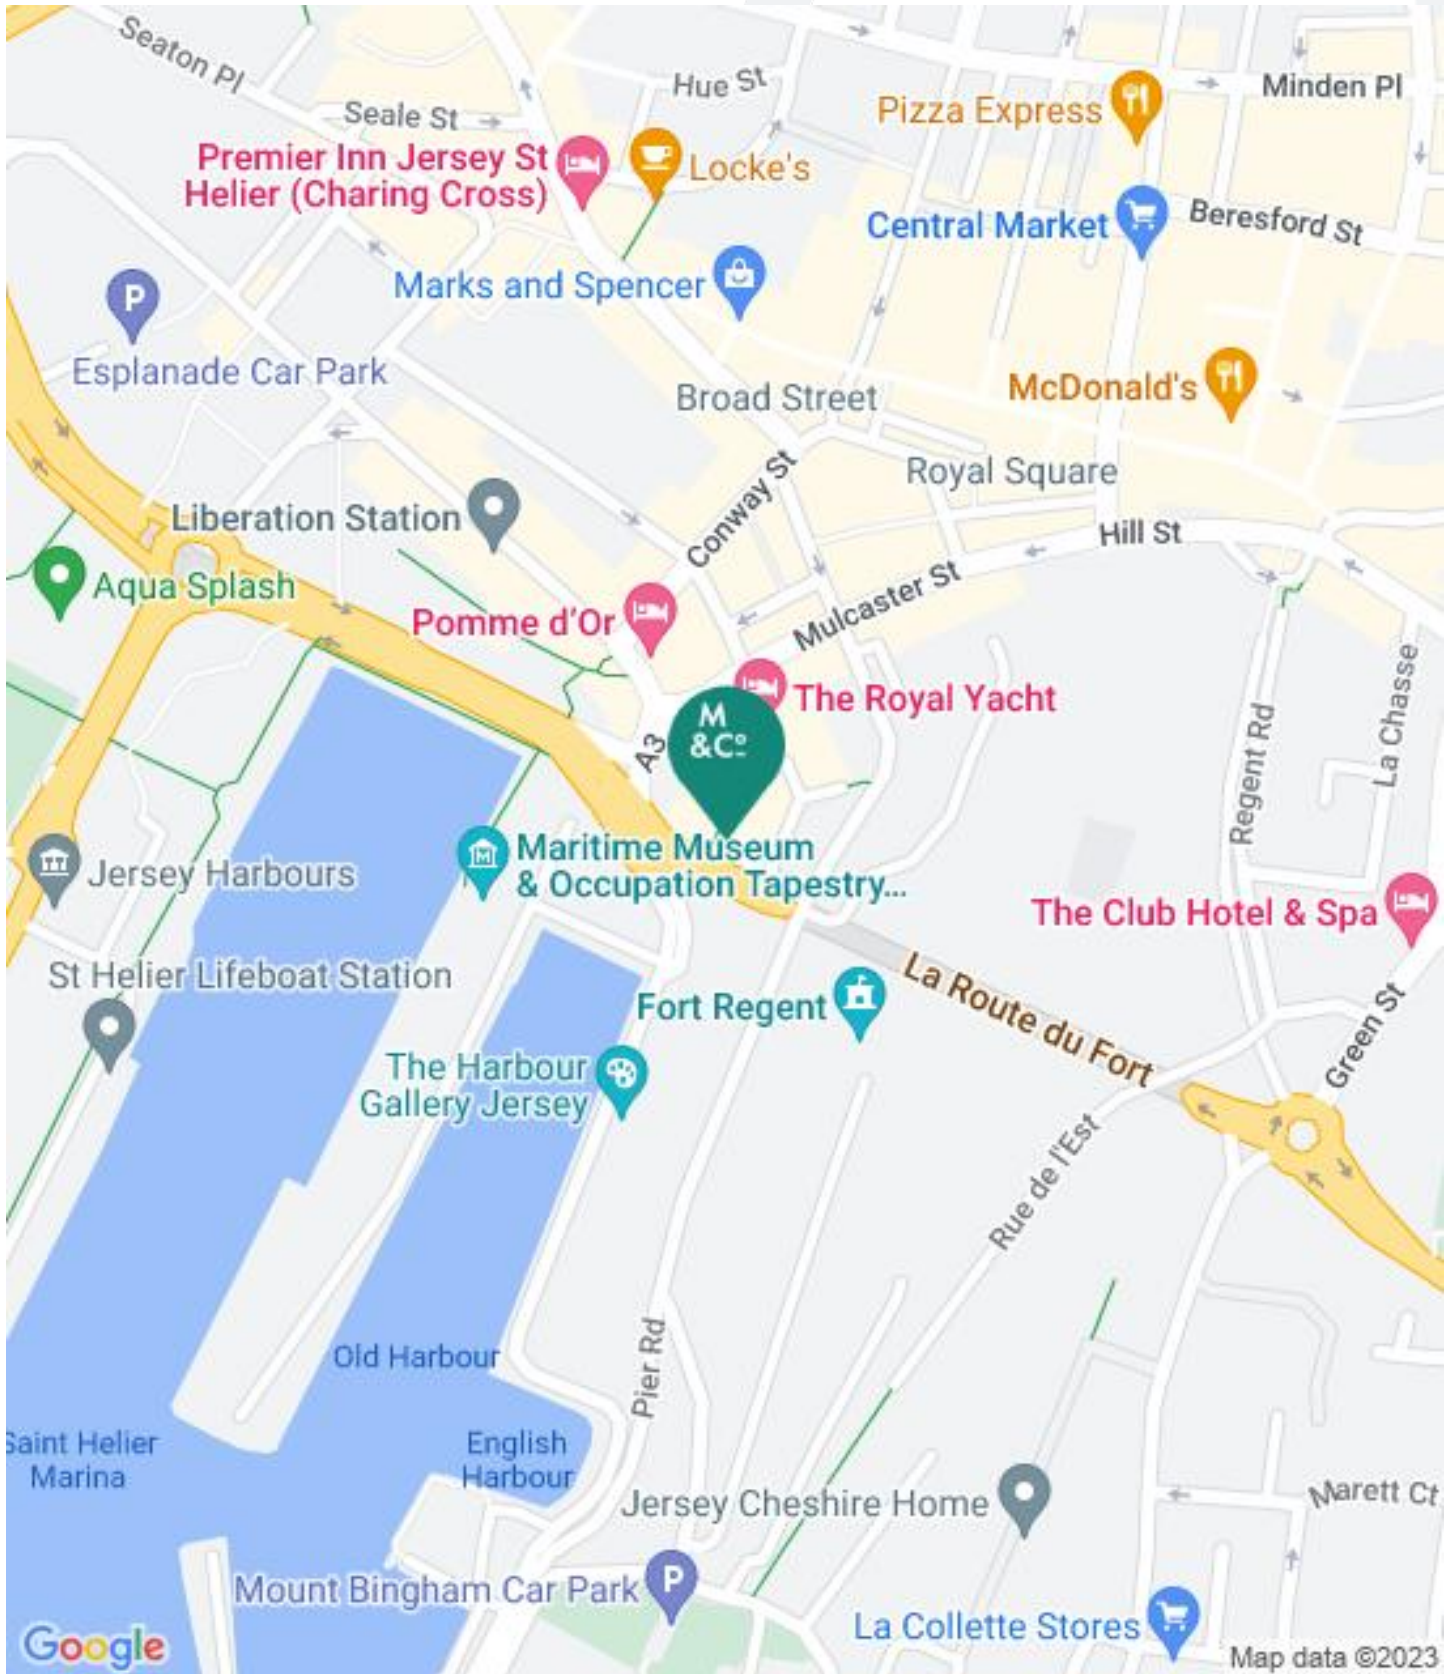 Seaton Pl
Hue St
Minden Pl
Seale St
Pizza Express
Premier Inn Jersey St
Helier (Charing Cross)
Locke's
Central Market
Beresford St
Marks and Spencer
P
Esplanade Car Park
Broad Street
McDonald's
Royal Square
Conway St
Liberation Station
Hill St
Aqua Splash
Mulcaster St
Pomme d'Or
The Royal Yacht
La Chasse
M
&Cº
A3
Regent Rd
Maritime Museum
& Occupation Tapestry...
M
Jersey Harbours
The Club Hotel & Spa
St Helier Lifeboat Station
Fort Regent
La Route du Fort
Green St
The Harbour
Gallery Jersey
Rue de l'Est
Pier Rd
Old Harbour
Saint Helier
Marina
English
Harbour
Jersey Cheshire Home
Marett Ct
Mount Bingham Car Park
P
La Collette Stores
Google
Map data ©2023